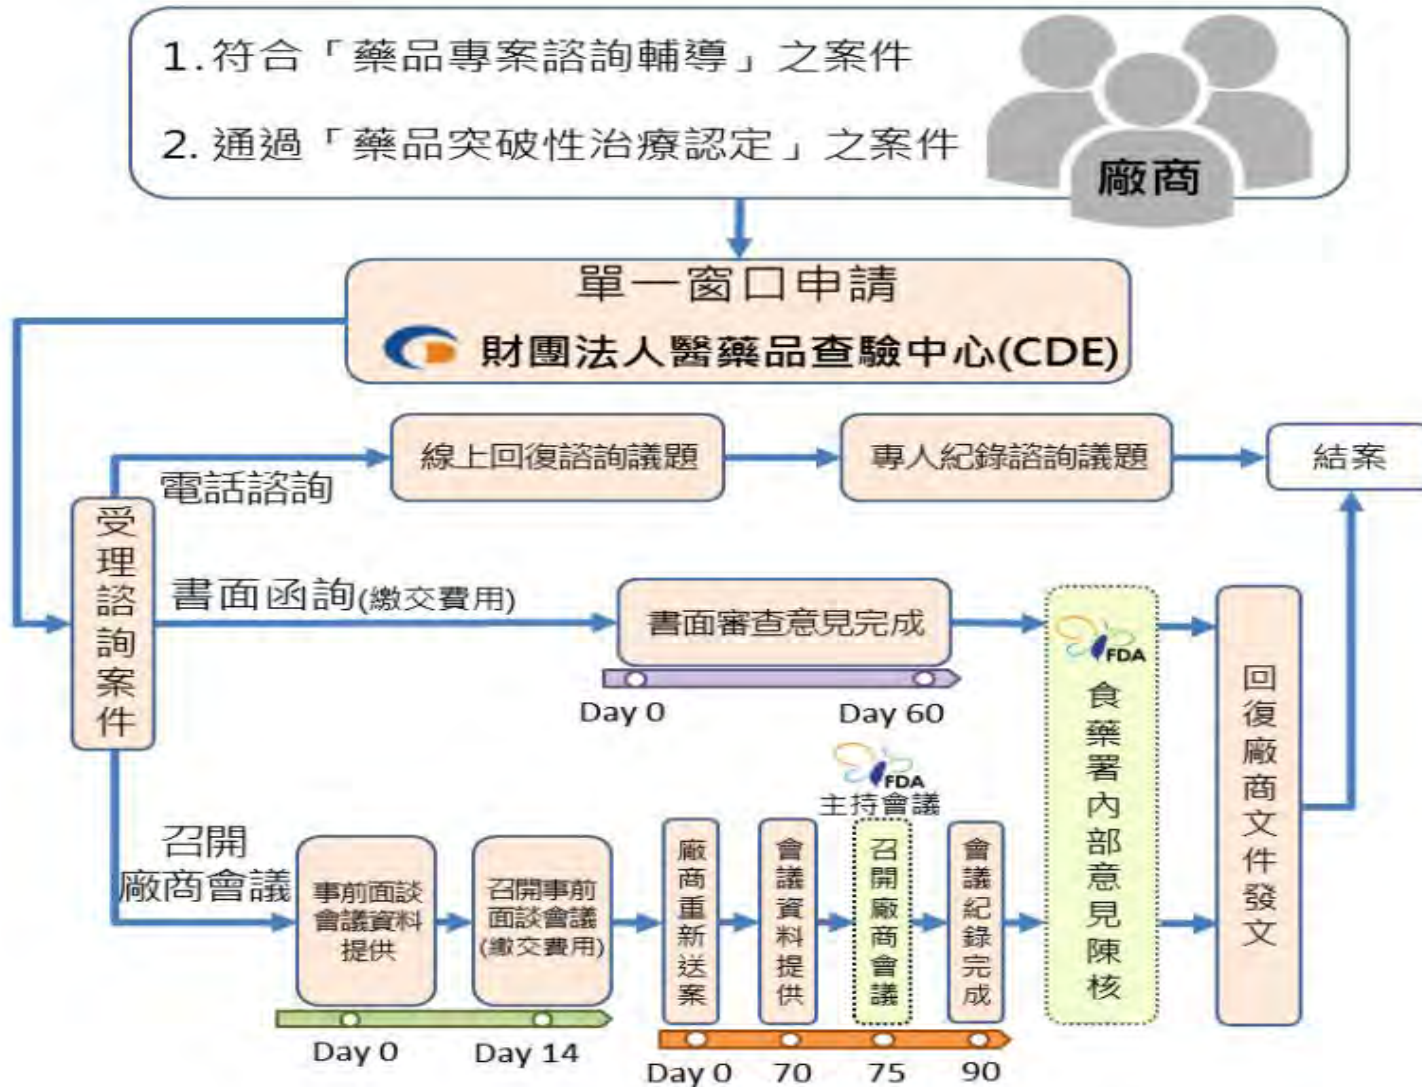 1.符合「藥品專案諮詢輔導」之案件
2.通過「藥品突破性治療認定」之案件
廠商
單一窗口申請
財團法人醫藥品查驗中心(CDE)
受理諮詢案件
電話諮詢
線上回復諮詢議題
專人紀錄諮詢議題
結案
書面函詢(繳交費用)
書面審查意見完成
Day 0
Day 60
FDA
食藥署內部意見陳核
回復廠商文件發文
召開
廠商會議
事前面談
會議資料
提供
召開事前
面談會議
(繳交費用)
Day 0
Day 14
FDA
主持會議
廠商重新送案
會議資料提供
召開廠商會議
會議紀錄完成
Day 0
70
75
90